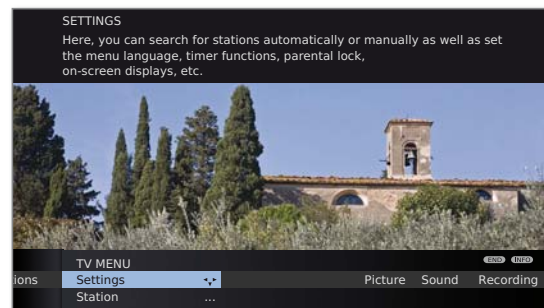 SETTINGS
Here, you can search for stations automatically or manually as well as set
the menu language, timer functions, parental lock,
on-screen displays, etc.
TV MENU
END INFO
ions Settings Picture Sound Recording
Station ...